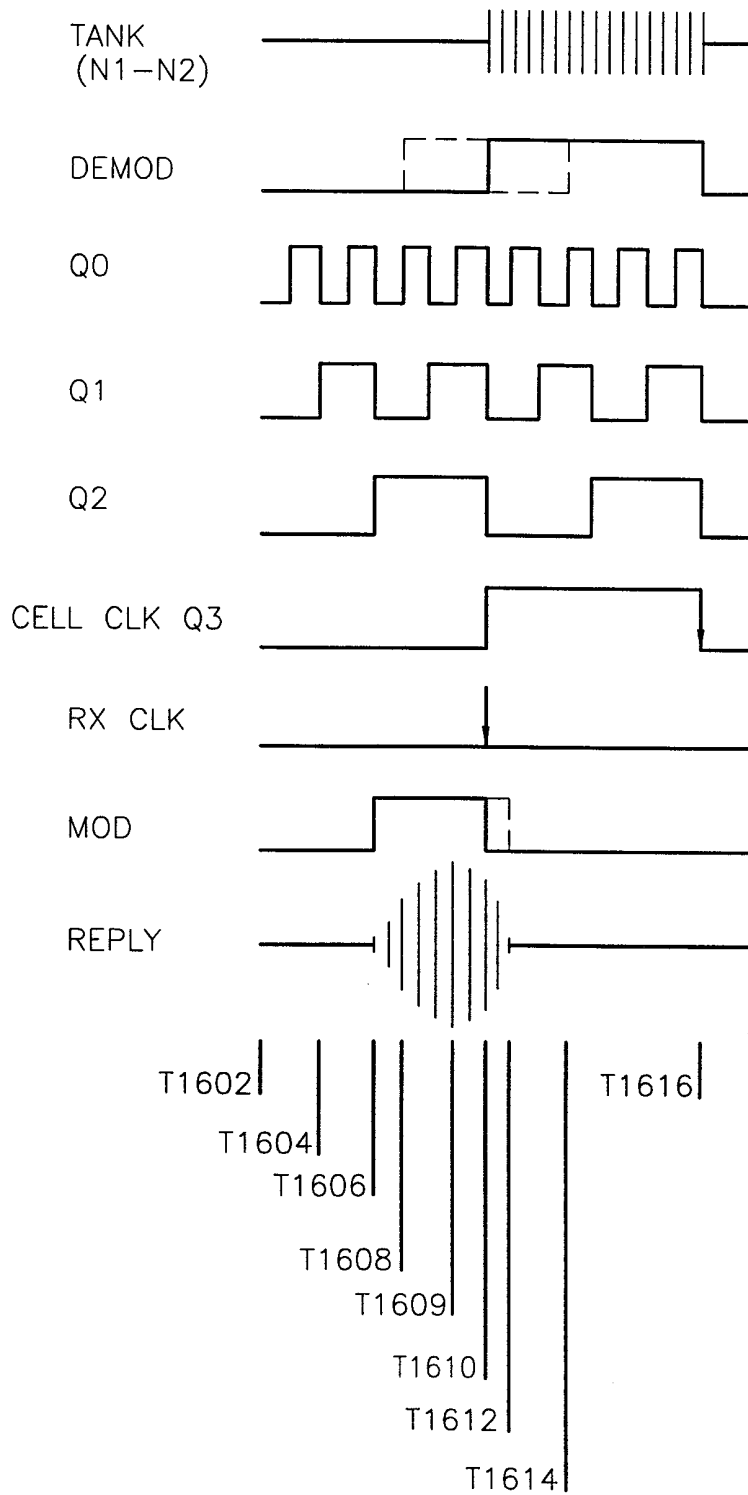 TANK
(N1-N2)
DEMOD
Q0
Q1
Q2
CELL CLK Q3
RX CLK
MOD
REPLY
T1602
T1616
T1604
T1606
T1608
T1609
T1610
T1612
T1614